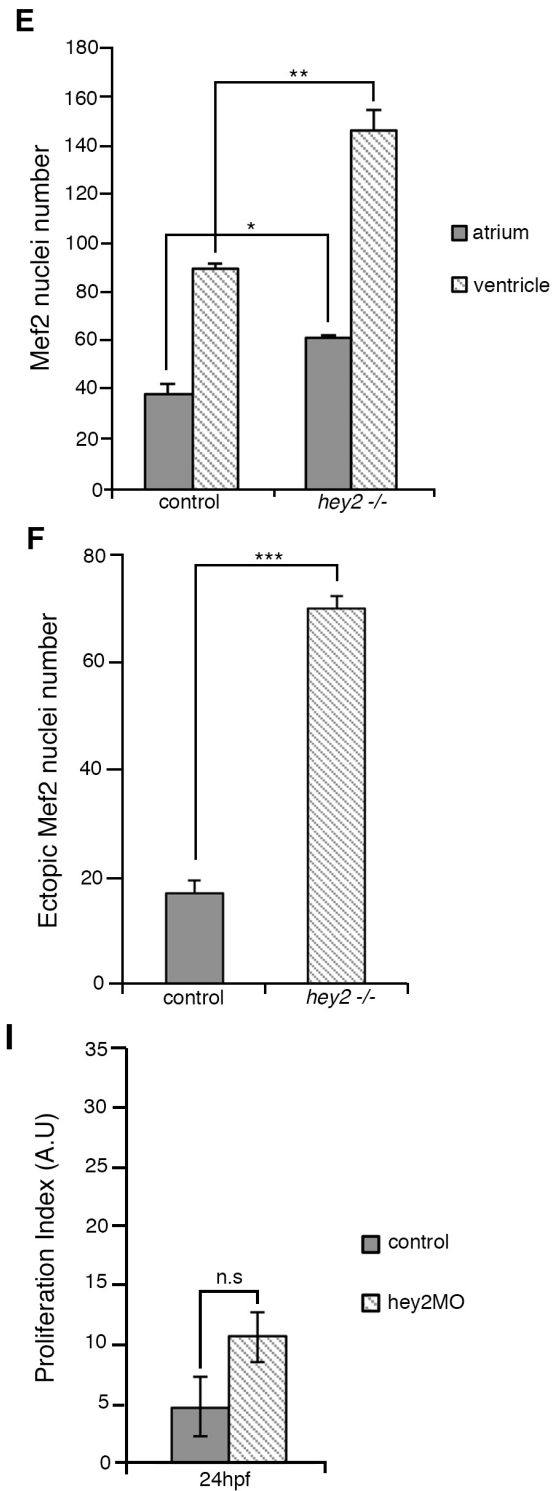 E
180
160
140
120
100
80
60
40
20
0
Mef2 nuclei number
**
*
atrium
ventricle
control
hey2 -/-
F
80
60
40
20
0
Ectopic Mef2 nuclei number
***
control
hey2 -/-
I
35
30
25
20
15
10
5
0
Proliferation Index (A.U)
n.s
control
hey2MO
24hpf